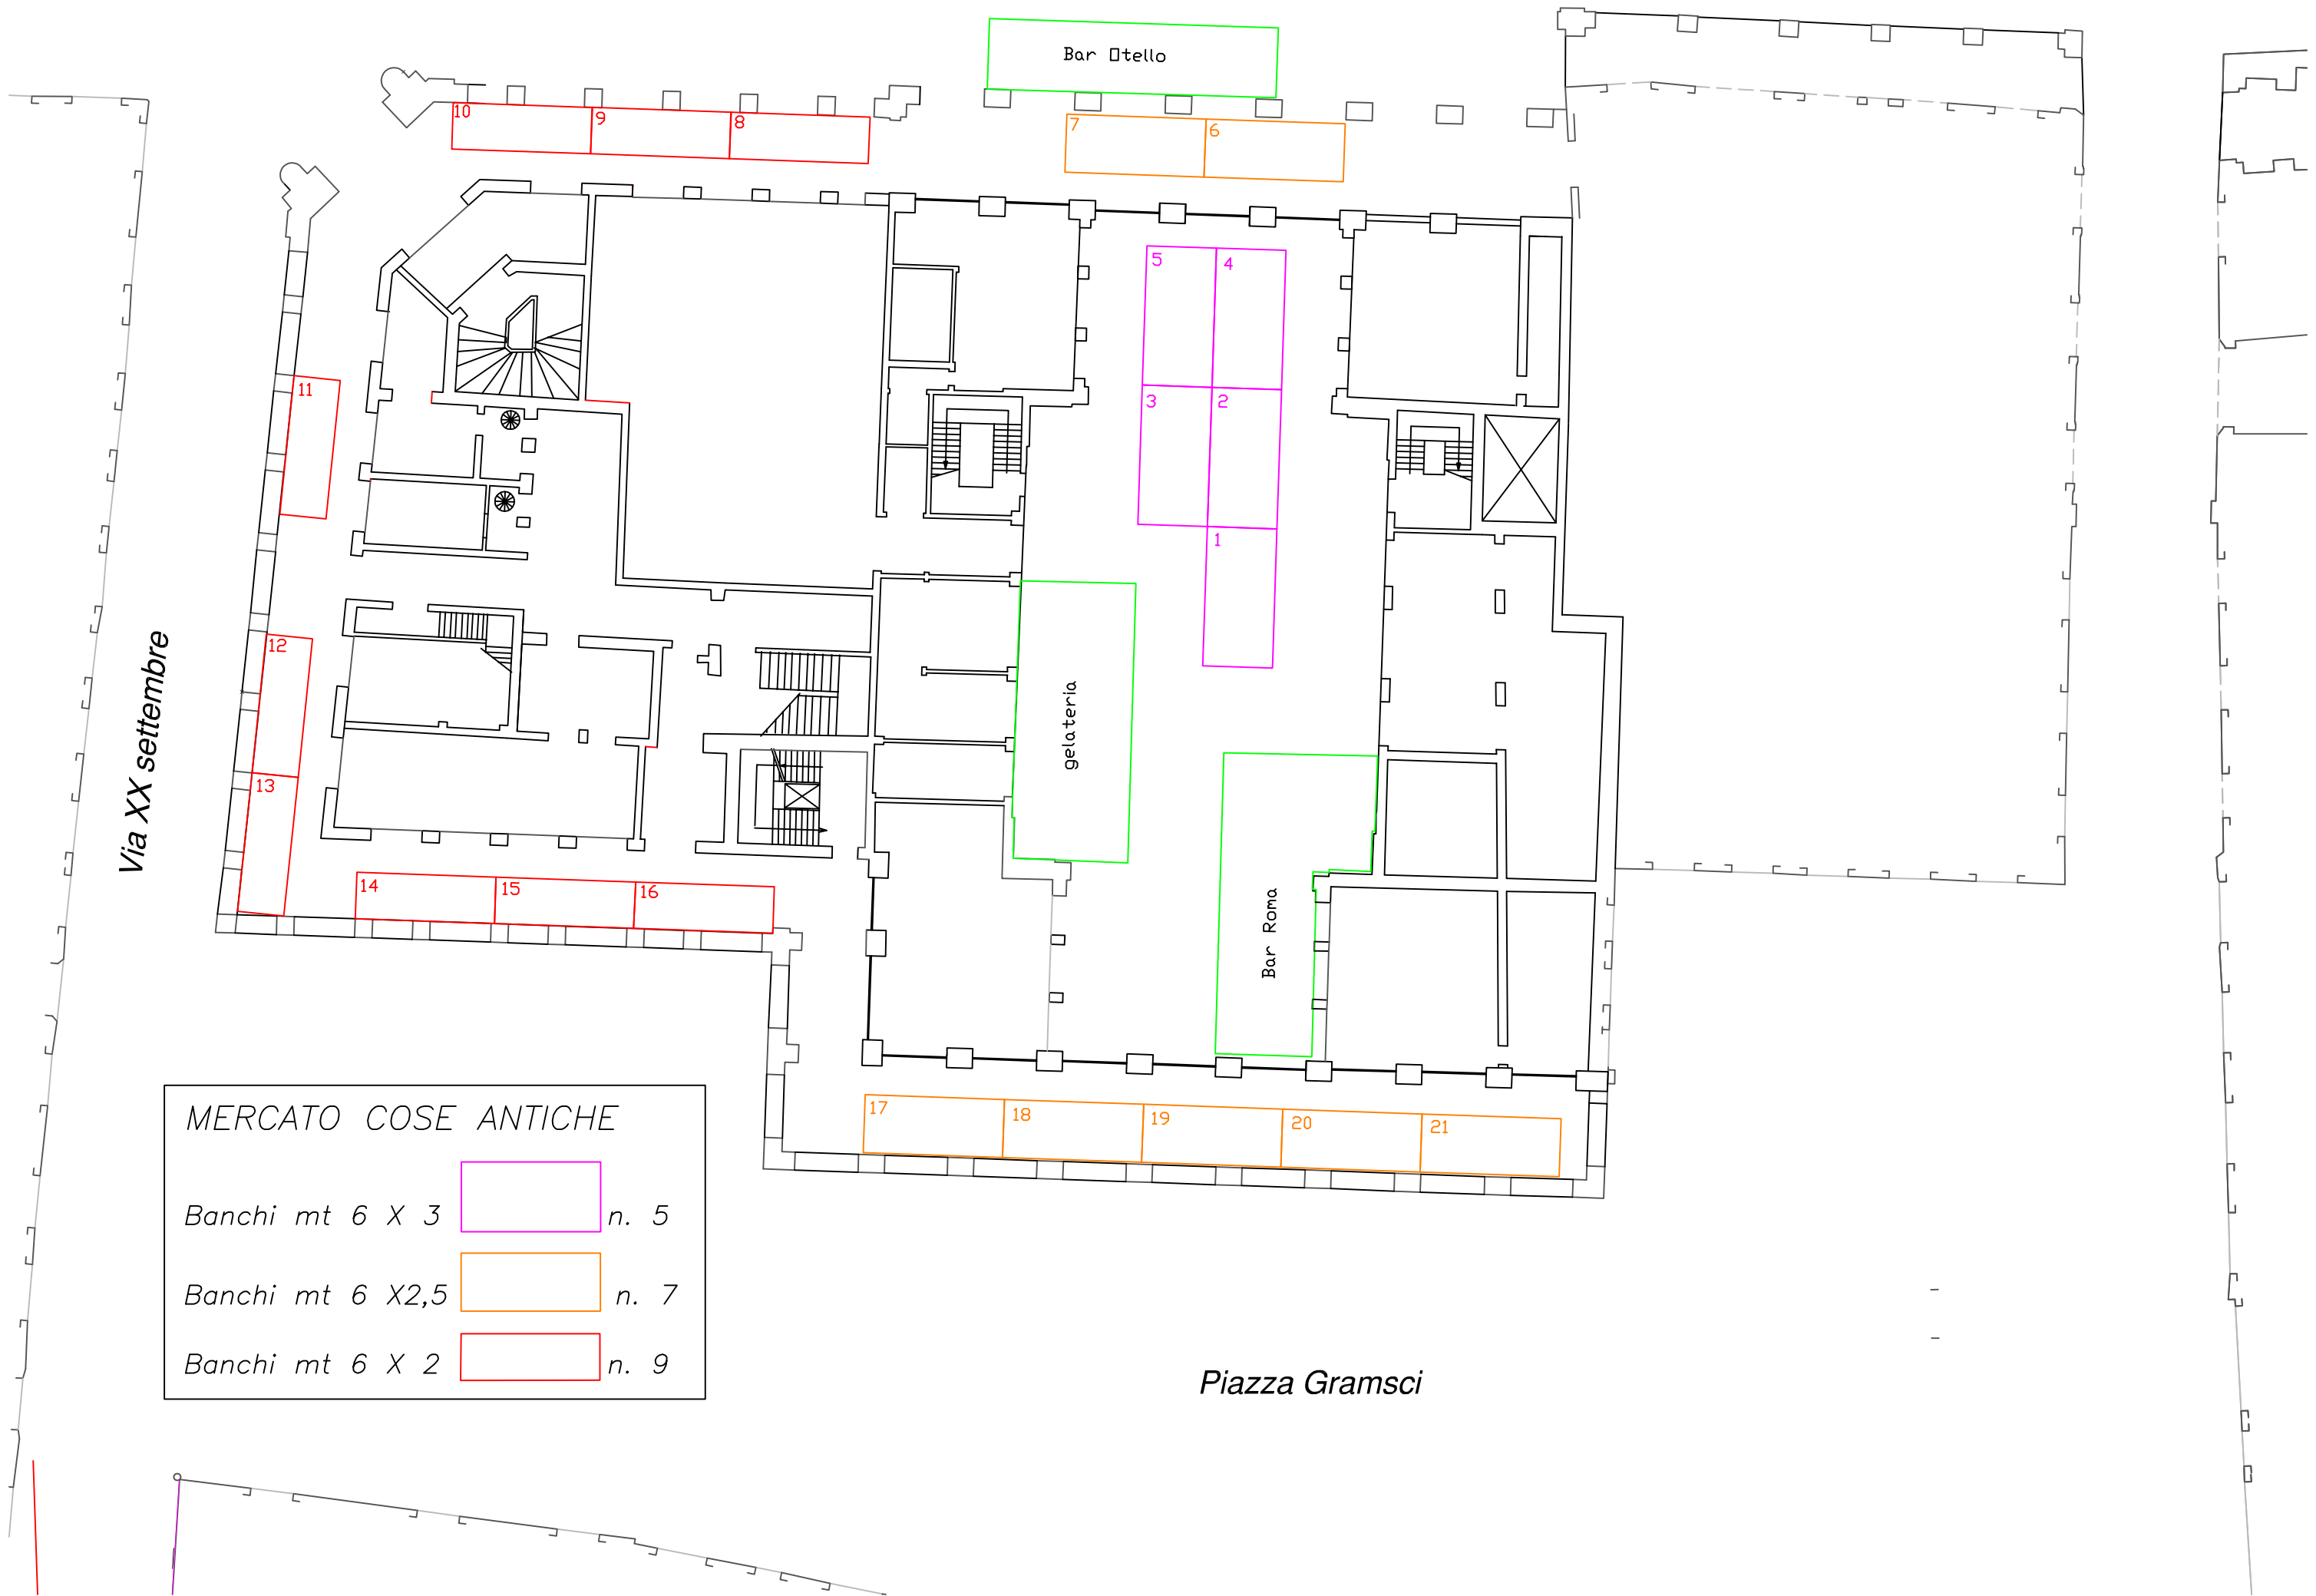 Bar Otello
10
9
8
7
6
5
4
3
2
1
11
12
13
14
15
16
gelateria
Bar Roma
Via XX settembre
17
18
19
20
21
MERCATO COSE ANTICHE
Banchi mt 6 X 3 n. 5
Banchi mt 6 X2,5 n. 7
Banchi mt 6 X 2 n. 9
Piazza Gramsci